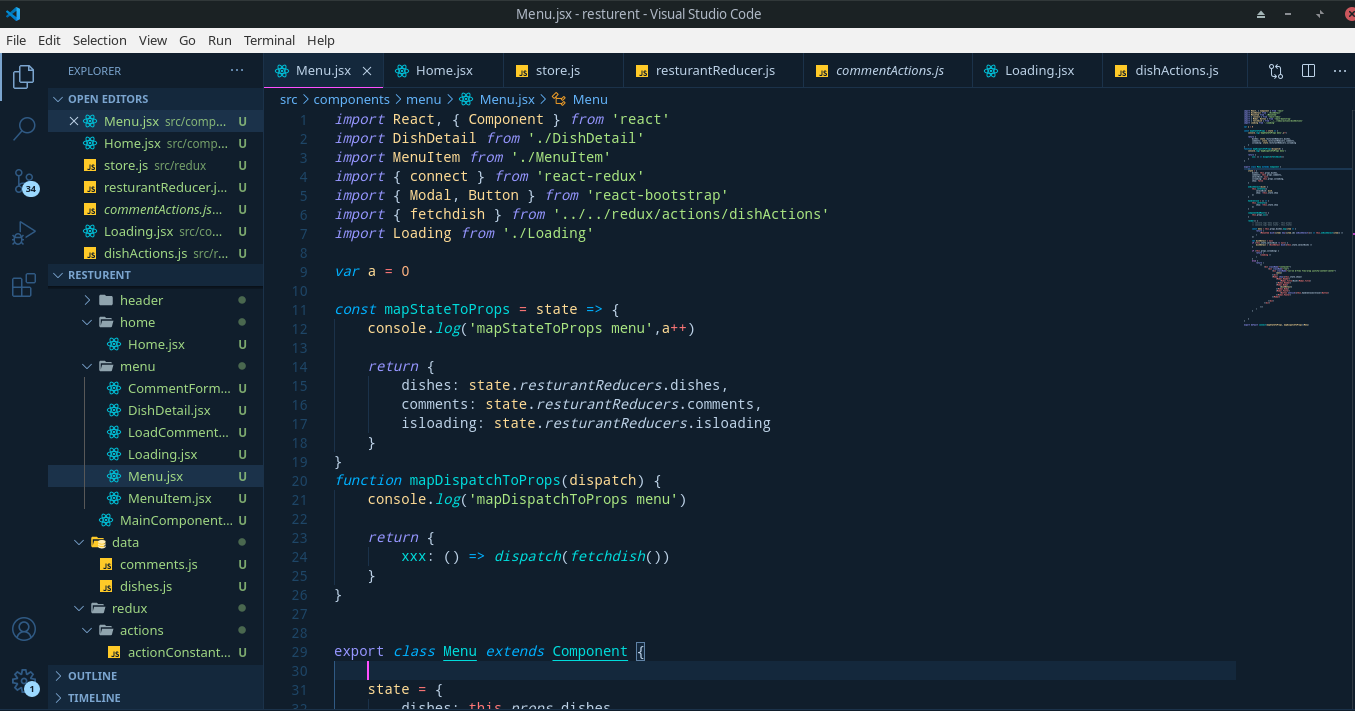 Menu.jsx - resturent - Visual Studio Code
File Edit Selection View Go Run Terminal Help
EXPLORER
Menu.jsx
Home.jsx
store.js
resturantReducer.js
commentActions.js
Loading.jsx
dishActions.js
OPEN EDITORS
Menu.jsx src/comp... U
Home.jsx src/comp... U
store.js src/redux U
resturantReducer.j... U
commentActions.js... U
Loading.jsx src/co... U
dishActions.js src/r... U
34
RESTURENT
header
home
Home.jsx U
menu
CommentForm... U
DishDetail.jsx U
LoadComment... U
Loading.jsx U
Menu.jsx U
MenuItem.jsx U
MainComponent... U
data
comments.js U
dishes.js U
redux
actions
actionConstant... U
OUTLINE
TIMELINE
1
src > components > menu > Menu.jsx > Menu
1 import React, { Component } from 'react'
2 import DishDetail from './DishDetail'
3 import MenuItem from './MenuItem'
4 import { connect } from 'react-redux'
5 import { Modal, Button } from 'react-bootstrap'
6 import { fetchdish } from '../../redux/actions/dishActions'
7 import Loading from './Loading'
8
9 var a = 0
10
11 const mapStateToProps = state => {
12     console.log('mapStateToProps menu',a++)
13
14     return {
15         dishes: state.resturantReducers.dishes,
16         comments: state.resturantReducers.comments,
17         isloading: state.resturantReducers.isloading
18     }
19 }
20 function mapDispatchToProps(dispatch) {
21     console.log('mapDispatchToProps menu')
22
23     return {
24         xxx: () => dispatch(fetchdish())
25     }
26 }
27
28
29 export class Menu extends Component {
30
31     state = {
32         dishes: this.props.dishes